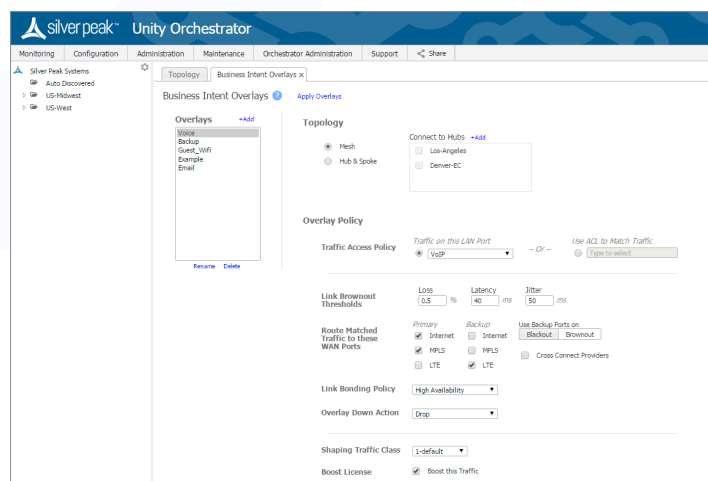 silver peak™ Unity Orchestrator
Monitoring Configuration Administration Maintenance Orchestrator Administration Support Share
Silver Peak Systems
Auto Discovered
US-Midwest
US-West
Topology Business Intent Overlays x
Business Intent Overlays ? Apply Overlays
Overlays +Add
Voice
Backup
Guest_Wifi
Example
Email
Rename Delete
Topology
Mesh
Hub & Spoke
Connect to Hubs +Add
Los-Angeles
Denver-EC
Overlay Policy
Traffic Access Policy
Traffic on this LAN Port
VoIP
-- Or --
Use ACL to Match Traffic
Type to select
Link Brownout
Thresholds
Loss Latency Jitter
0.5 % 40 ms 50 ms
Route Matched
Traffic to these
WAN Ports
Primary Backup Use Backup Ports on
Internet Internet Blackout Brownout
MPLS MPLS Cross Connect Providers
LTE LTE
Link Bonding Policy High Availability
Overlay Down Action Drop
Shaping Traffic Class 1-default
Boost License Boost this Traffic